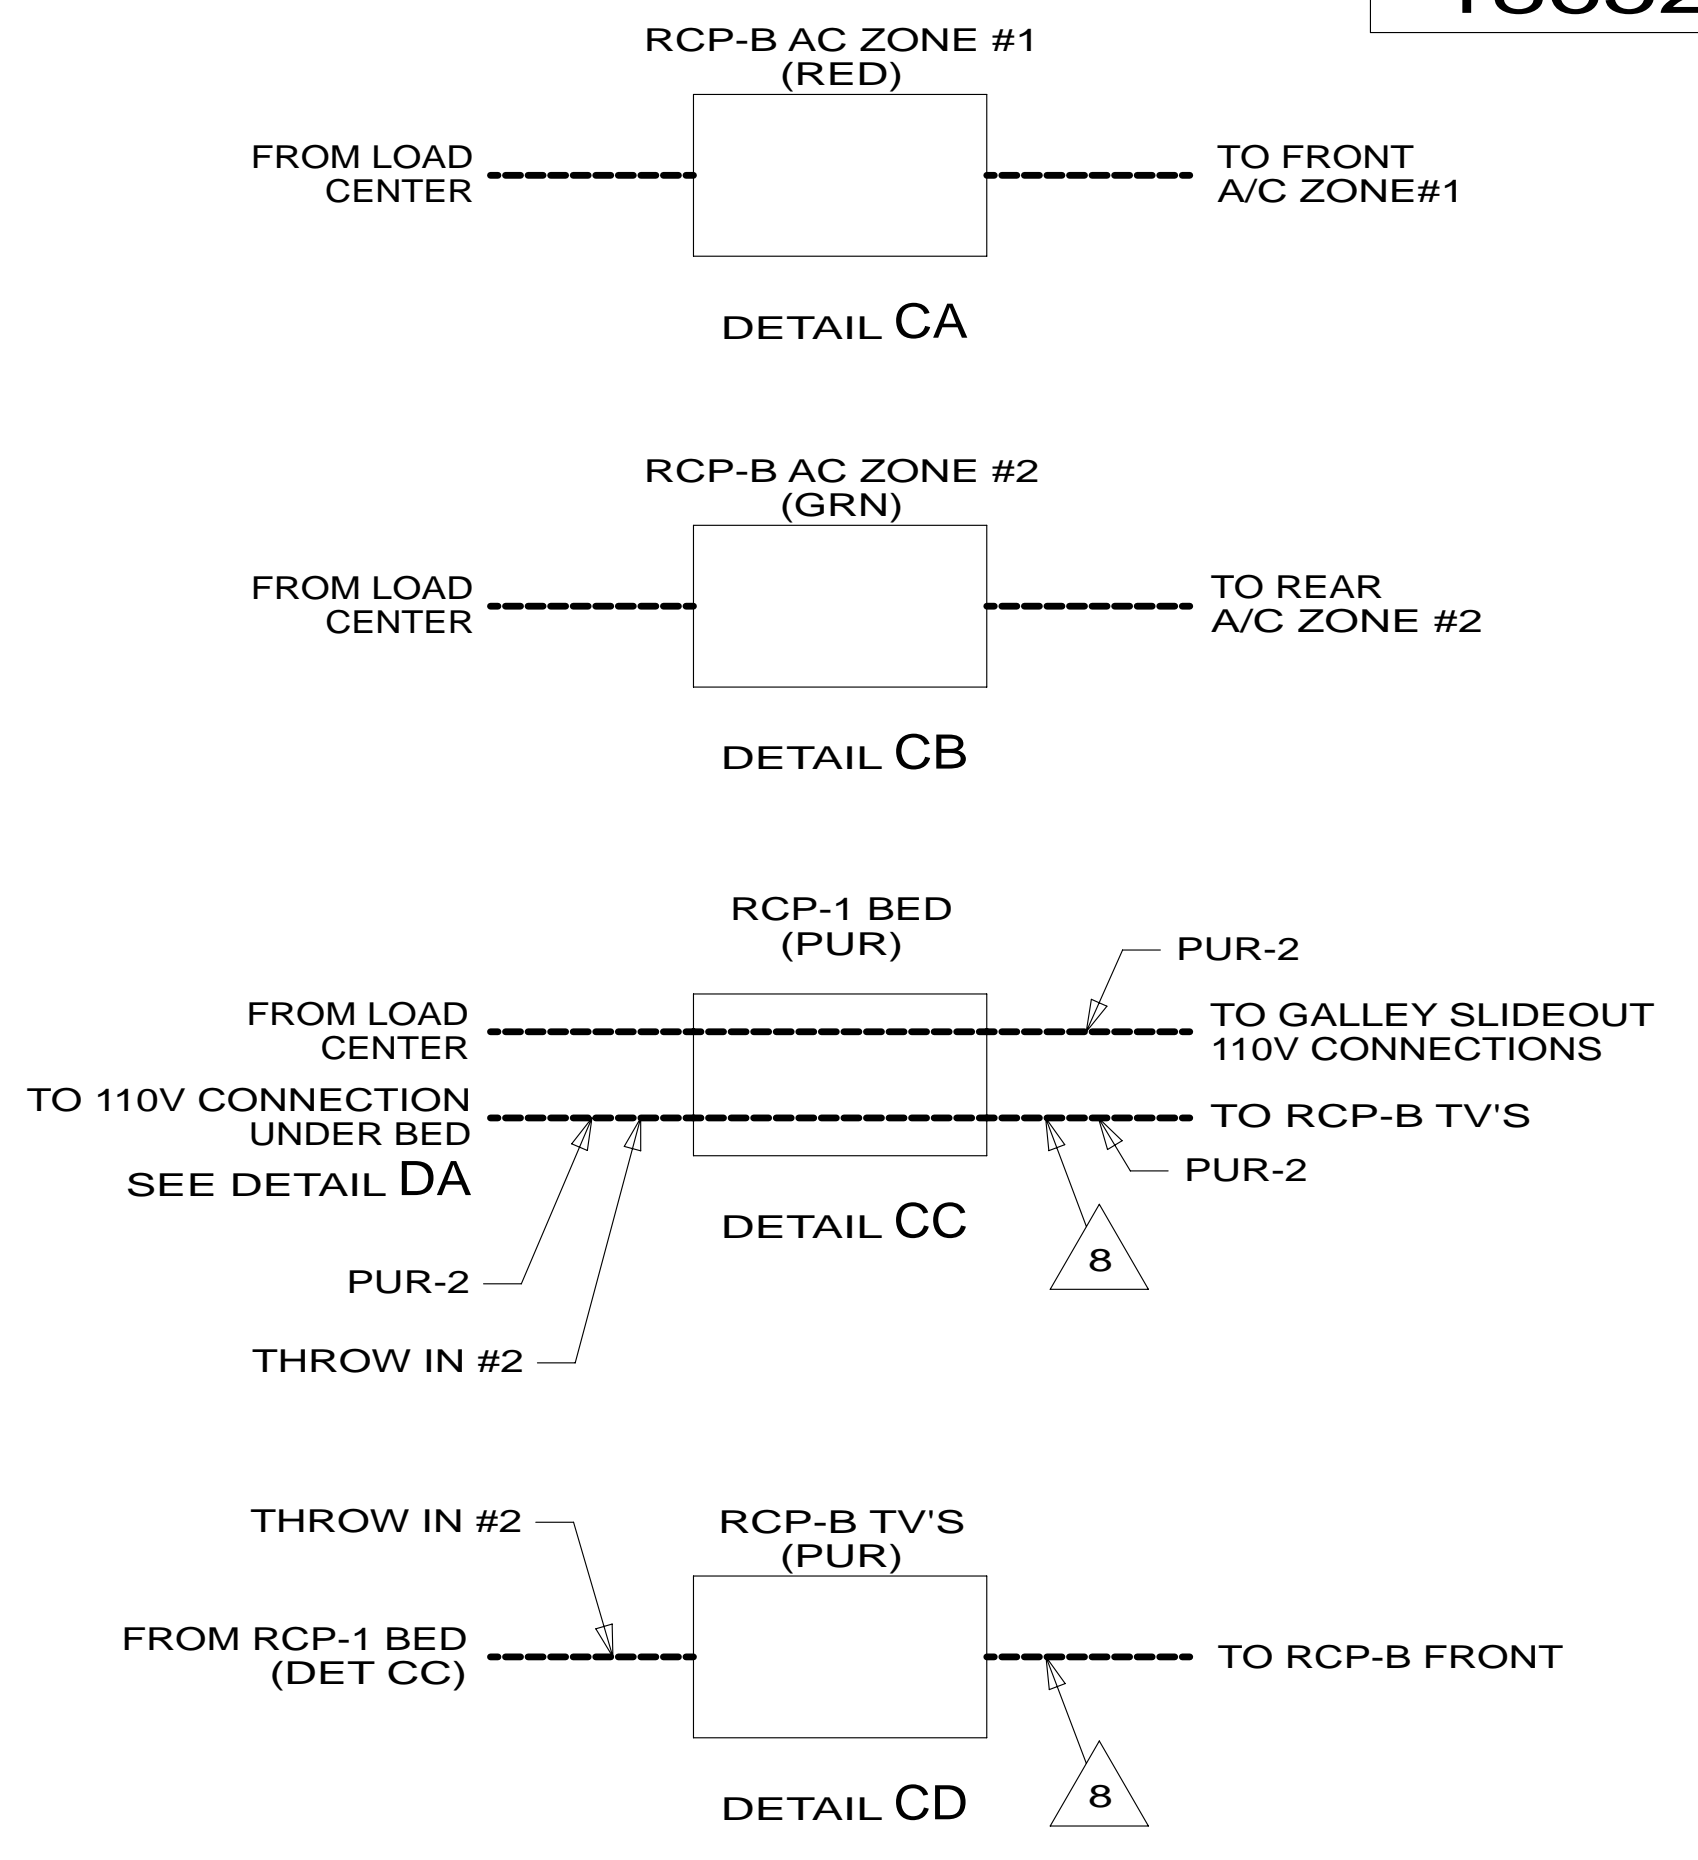 RCP-B AC ZONE #1
(RED)
FROM LOAD
CENTER
TO FRONT
A/C ZONE#1
DETAIL CA
RCP-B AC ZONE #2
(GRN)
FROM LOAD
CENTER
TO REAR
A/C ZONE #2
DETAIL CB
RCP-1 BED
(PUR)
PUR-2
FROM LOAD
CENTER
TO GALLEY SLIDEOUT
110V CONNECTIONS
TO 110V CONNECTION
UNDER BED
SEE DETAIL DA
TO RCP-B TV'S
PUR-2
DETAIL CC
8
PUR-2
THROW IN #2
THROW IN #2
RCP-B TV'S
(PUR)
FROM RCP-1 BED
(DET CC)
TO RCP-B FRONT
DETAIL CD
8